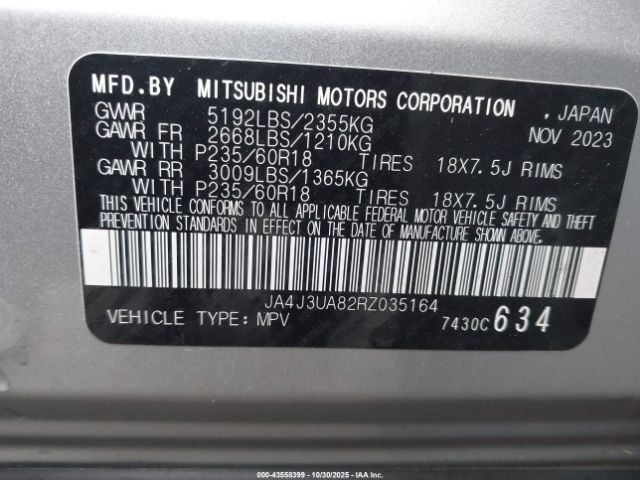 MFD.BY MITSUBISHI MOTORS CORPORATION , JAPAN
GVWR 5192LBS/2355KG NOV 2023
GAWR FR 2668LBS/1210KG
WITH P235/60R18 TIRES 18X7.5J RIMS
GAWR RR 3009LBS/1365KG
WITH P235/60R18 TIRES 18X7.5J RIMS
THIS VEHICLE CONFORMS TO ALL APPLICABLE FEDERAL MOTOR VEHICLE SAFETY AND THEFT
PREVENTION STANDARDS IN EFFECT ON THE DATE OF MANUFACTURE SHOWN ABOVE.
JA4J3UA82RZ035164
VEHICLE TYPE: MPV 7430C 634
000-43558399 - 10/30/2025 - IAA Inc.